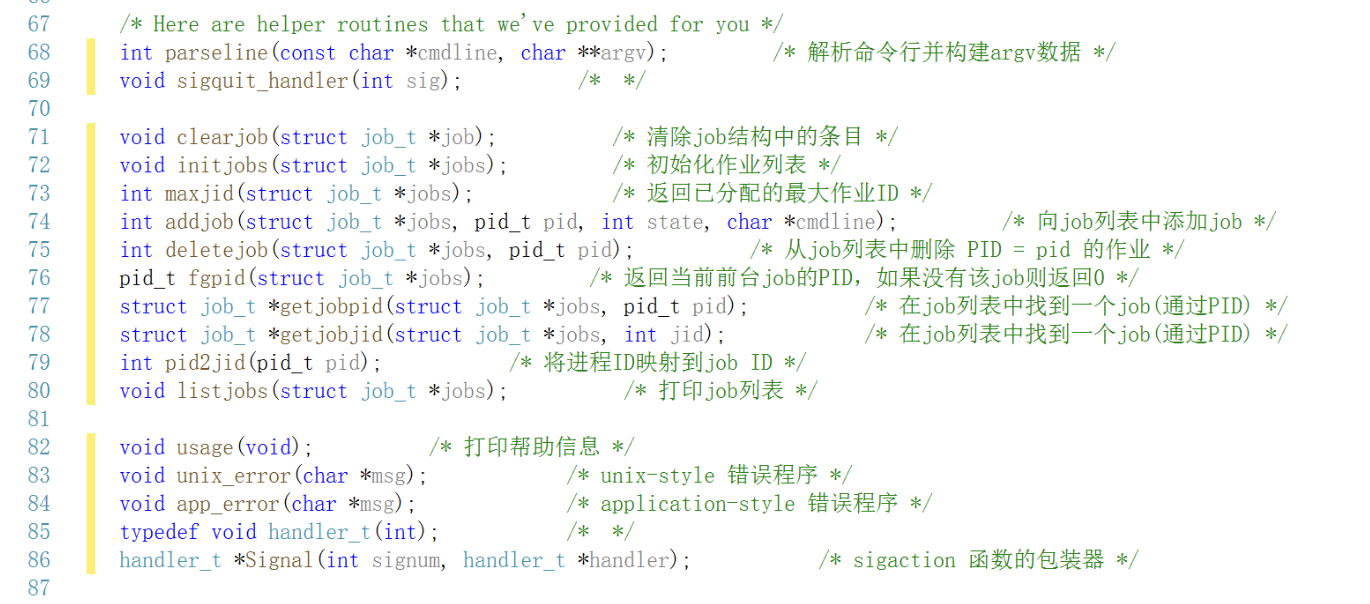 67 /* Here are helper routines that we've provided for you */
68 int parseline(const char *cmdline, char **argv); /* 解析命令行并构建argv数据 */
69 void sigquit_handler(int sig); /* */
70
71 void clearjob(struct job_t *job); /* 清除job结构中的条目 */
72 void initjobs(struct job_t *jobs); /* 初始化作业列表 */
73 int maxjid(struct job_t *jobs); /* 返回已分配的最大作业ID */
74 int addjob(struct job_t *jobs, pid_t pid, int state, char *cmdline); /* 向job列表中添加job */
75 int deletejob(struct job_t *jobs, pid_t pid); /* 从job列表中删除 PID = pid 的作业 */
76 pid_t fgpid(struct job_t *jobs); /* 返回当前前台job的PID，如果没有该job则返回0 */
77 struct job_t *getjobpid(struct job_t *jobs, pid_t pid); /* 在job列表中找到一个job(通过PID) */
78 struct job_t *getjobjid(struct job_t *jobs, int jid); /* 在job列表中找到一个job(通过PID) */
79 int pid2jid(pid_t pid); /* 将进程ID映射到job ID */
80 void listjobs(struct job_t *jobs); /* 打印job列表 */
81
82 void usage(void); /* 打印帮助信息 */
83 void unix_error(char *msg); /* unix-style 错误程序 */
84 void app_error(char *msg); /* application-style 错误程序 */
85 typedef void handler_t(int); /* */
86 handler_t *Signal(int signum, handler_t *handler); /* sigaction 函数的包装器 */
87